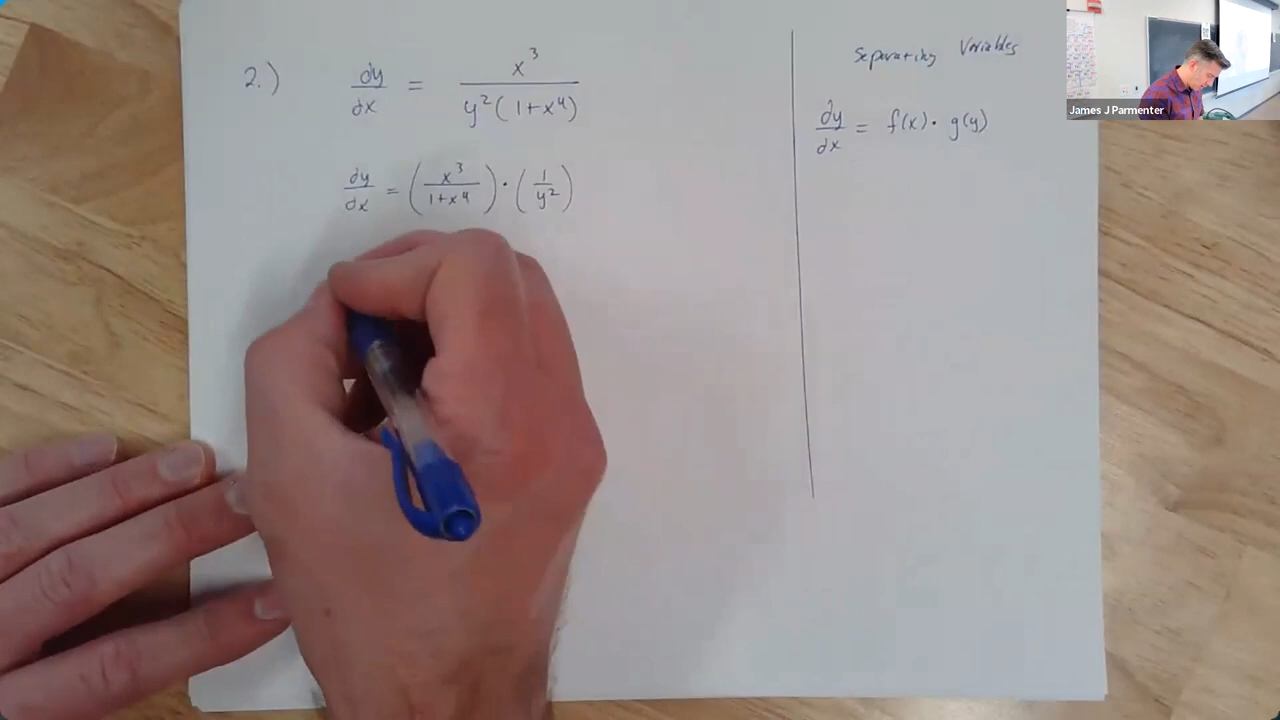 2.) dy/dx = x³/(y²(1+x⁴))
dy/dx = (x³/(1+x⁴)) · (1/y²)
Separating Variables
dy/dx = f(x) · g(y)
James J Parmenter